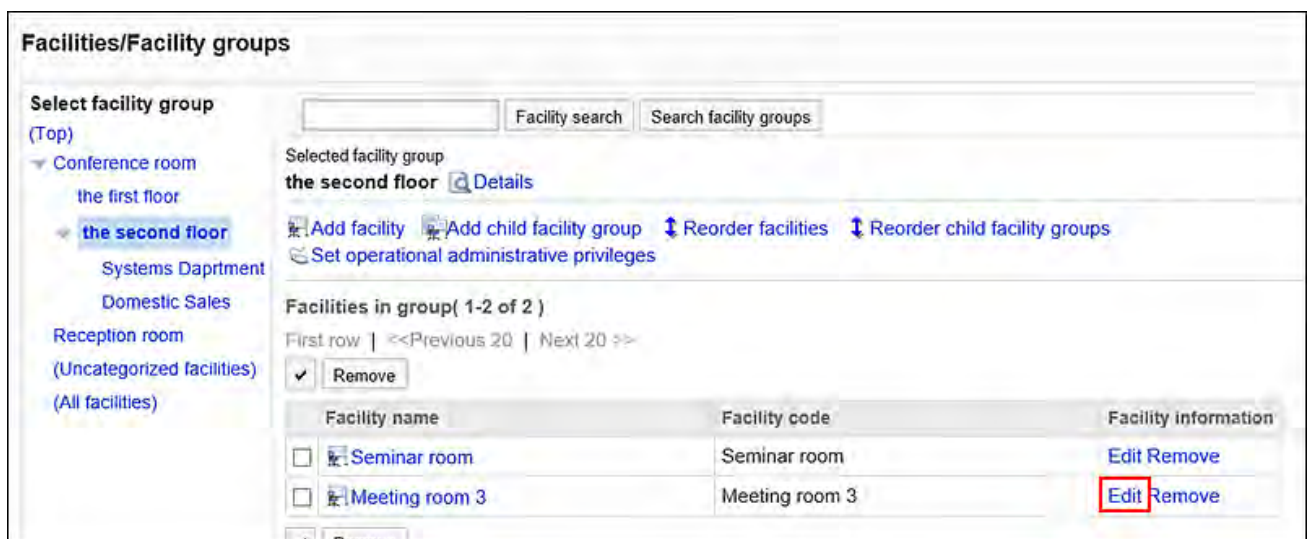 Facilities/Facility groups
Select facility group
(Top)
Conference room
the first floor
the second floor
Systems Daprtment
Domestic Sales
Reception room
(Uncategorized facilities)
(All facilities)
Facility search Search facility groups
Selected facility group
the second floor Details
Add facility Add child facility group Reorder facilities Reorder child facility groups
Set operational administrative privileges
Facilities in group( 1-2 of 2 )
First row | <<Previous 20 | Next 20 >>
Remove
Facility name Facility code Facility information
Seminar room Seminar room Edit Remove
Meeting room 3 Meeting room 3 Edit Remove